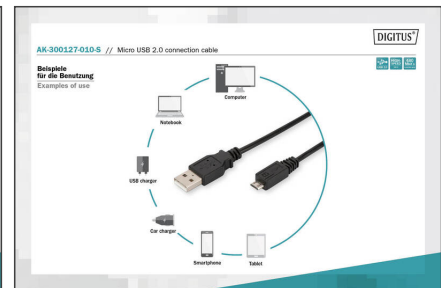 DIGITUS®
AK-300127-010-S // Micro USB 2.0 connection cable
Beispiele
für die Benutzung
Examples of use
Computer
Notebook
USB charger
Car charger
Smartphone
Tablet